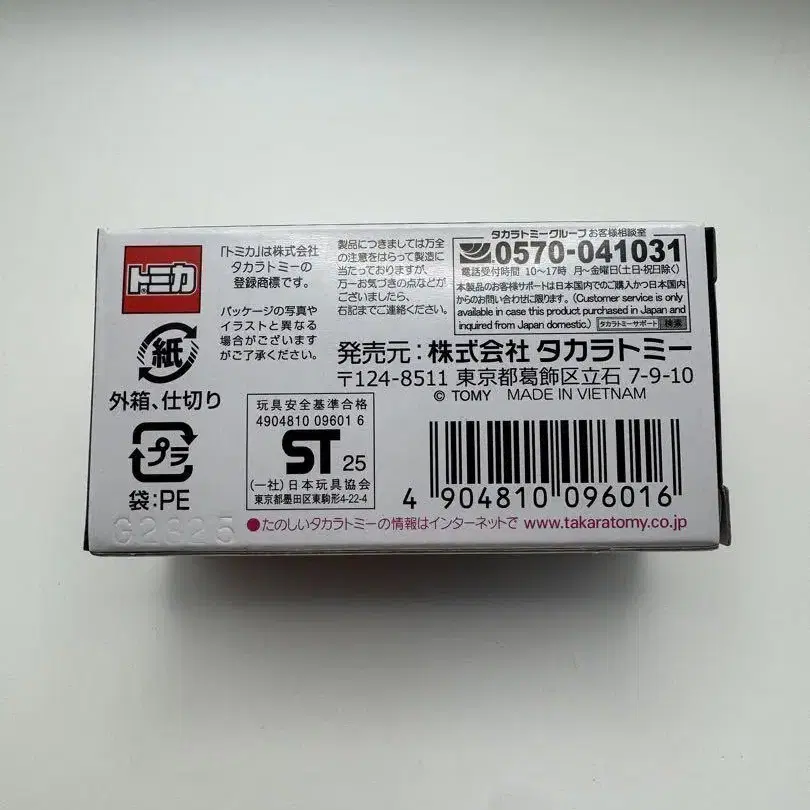 トミカ
「トミカ」は株式会社
タカラトミーの
登録商標です。
パッケージの写真や
イラストと異なる
場合がございます
がご了承ください。
製品につきましては万全
の注意をはらって製造に
当たっておりますが、
万一お気づきの点などが
ございましたら、
右記までご連絡ください。
タカラトミーグループお客様相談室
0570-041031
電話受付時間 10〜17時 月〜金曜日(土日・祝日除く)
本製品のお客様サポートは日本国内でのご購入かつ日本国内
からのお問い合わせに限ります。(Customer service is only
available in case this product purchased in Japan and
inquired from Japan domestic.) タカラトミーサポート 検索
紙
外箱、仕切り
プラ
袋:PE
発売元:株式会社 タカラトミー
〒124-8511 東京都葛飾区立石 7-9-10
© TOMY MADE IN VIETNAM
玩具安全基準合格
4904810 09601 6
ST 25
(一社)日本玩具協会
東京都墨田区東駒形4-22-4
4 904810 096016
G2825
●たのしいタカラトミーの情報はインターネットで www.takaratomy.co.jp